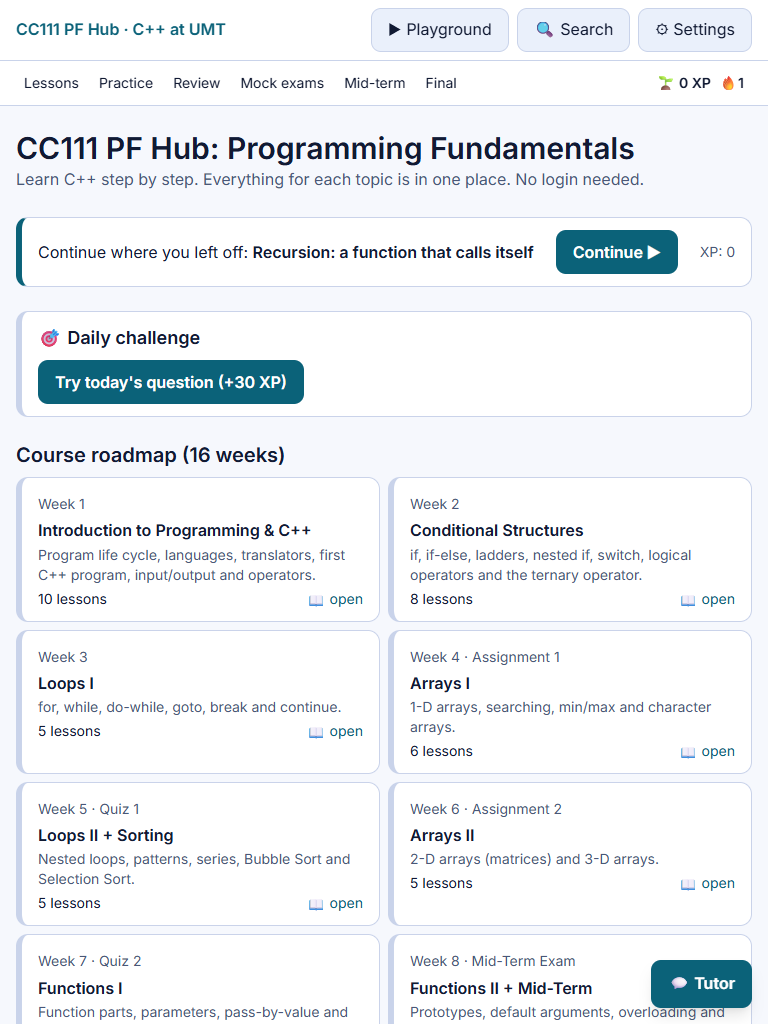 CC111 PF Hub · C++ at UMT
▶ Playground
🔍 Search
⚙ Settings
Lessons Practice Review Mock exams Mid-term Final
🌱 0 XP 🔥 1
CC111 PF Hub: Programming Fundamentals
Learn C++ step by step. Everything for each topic is in one place. No login needed.
Continue where you left off: Recursion: a function that calls itself
Continue ▶
XP: 0
🎯 Daily challenge
Try today's question (+30 XP)
Course roadmap (16 weeks)
Week 1
Introduction to Programming & C++
Program life cycle, languages, translators, first
C++ program, input/output and operators.
10 lessons
📖 open
Week 2
Conditional Structures
if, if-else, ladders, nested if, switch, logical
operators and the ternary operator.
8 lessons
📖 open
Week 3
Loops I
for, while, do-while, goto, break and continue.
5 lessons
📖 open
Week 4 · Assignment 1
Arrays I
1-D arrays, searching, min/max and character
arrays.
6 lessons
📖 open
Week 5 · Quiz 1
Loops II + Sorting
Nested loops, patterns, series, Bubble Sort and
Selection Sort.
5 lessons
📖 open
Week 6 · Assignment 2
Arrays II
2-D arrays (matrices) and 3-D arrays.
5 lessons
📖 open
Week 7 · Quiz 2
Functions I
Function parts, parameters, pass-by-value and
Week 8 · Mid-Term Exam
Functions II + Mid-Term
Prototypes, default arguments, overloading and
💬 Tutor